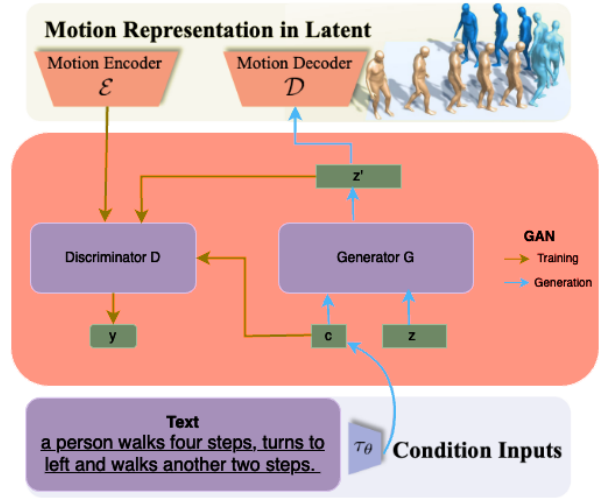 Motion Representation in Latent
Motion Encoder
ℰ
Motion Decoder
𝒟
z'
Discriminator D
Generator G
GAN
Training
Generation
y
c
z
Text
a person walks four steps, turns to
left and walks another two steps.
τθ
Condition Inputs